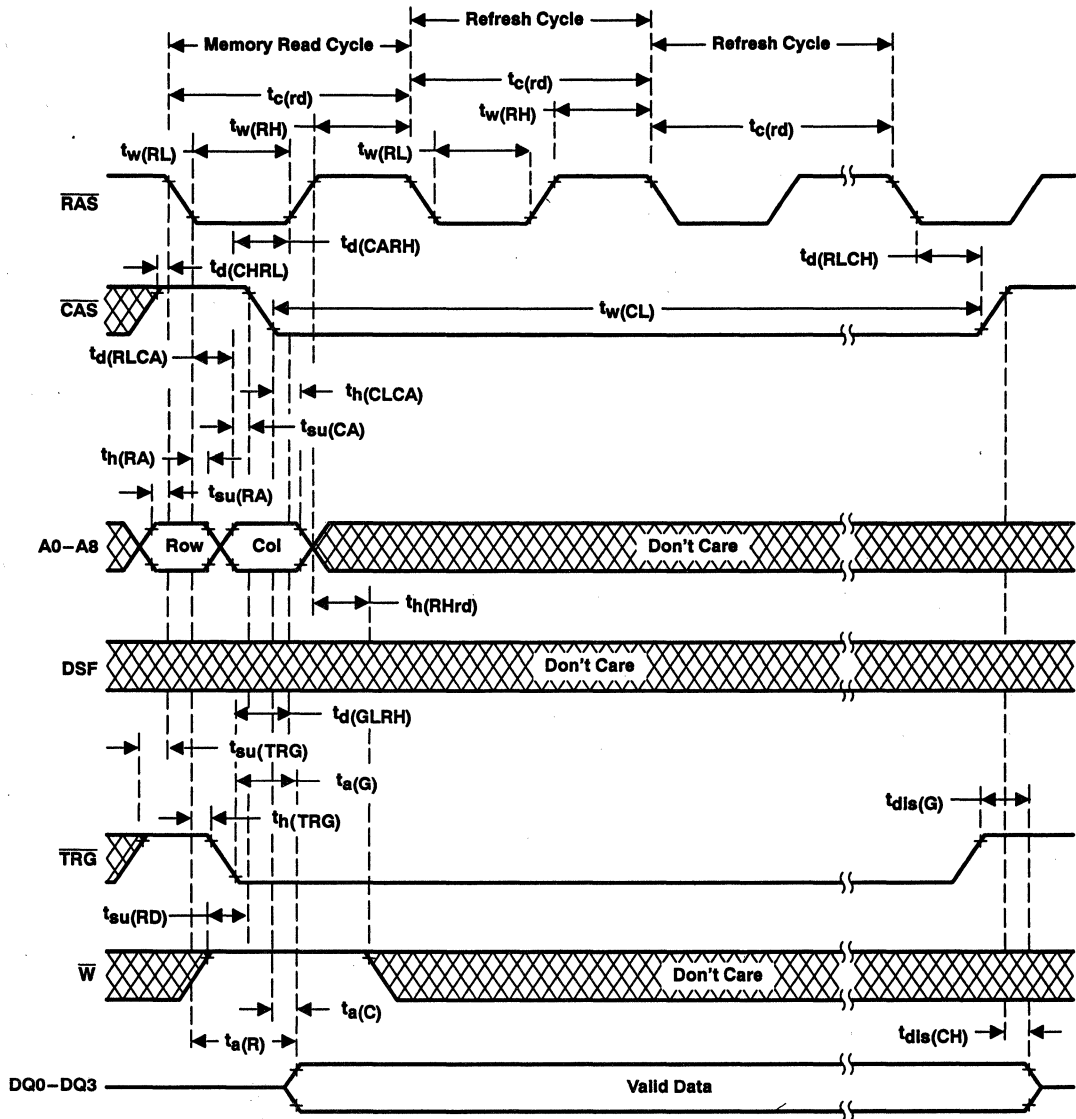 Refresh Cycle
Memory Read Cycle
Refresh Cycle
tc(rd)
tc(rd)
tw(RH)
tw(RH)
tc(rd)
tw(RL)
tw(RL)
RAS
td(CARH)
td(RLCH)
td(CHRL)
CAS
tw(CL)
td(RLCA)
th(CLCA)
tsu(CA)
th(RA)
tsu(RA)
A0–A8
Row
Col
Don't Care
th(RHrd)
DSF
Don't Care
td(GLRH)
tsu(TRG)
ta(G)
tdis(G)
th(TRG)
TRG
tsu(RD)
W
Don't Care
ta(C)
tdis(CH)
ta(R)
DQ0–DQ3
Valid Data